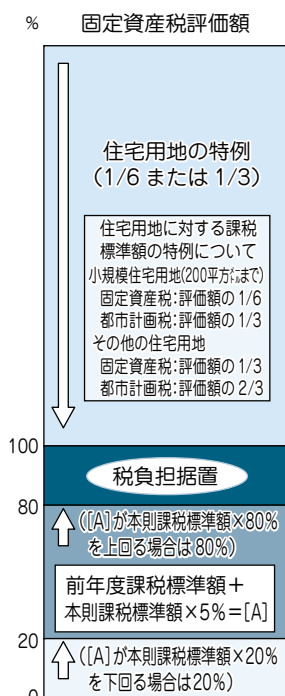 % 固定資産税評価額
住宅用地の特例
(1/6 または 1/3)
住宅用地に対する課税
標準額の特例について
小規模住宅用地(200平方㍍まで)
固定資産税:評価額の1/6
都市計画税:評価額の1/3
その他の住宅用地
固定資産税:評価額の1/3
都市計画税:評価額の2/3
100
税負担据置
80
([A]が本則課税標準額×80%
を上回る場合は 80%)
前年度課税標準額＋
本則課税標準額×5%＝[A]
20
([A]が本則課税標準額×20%
を下回る場合は20%)
0